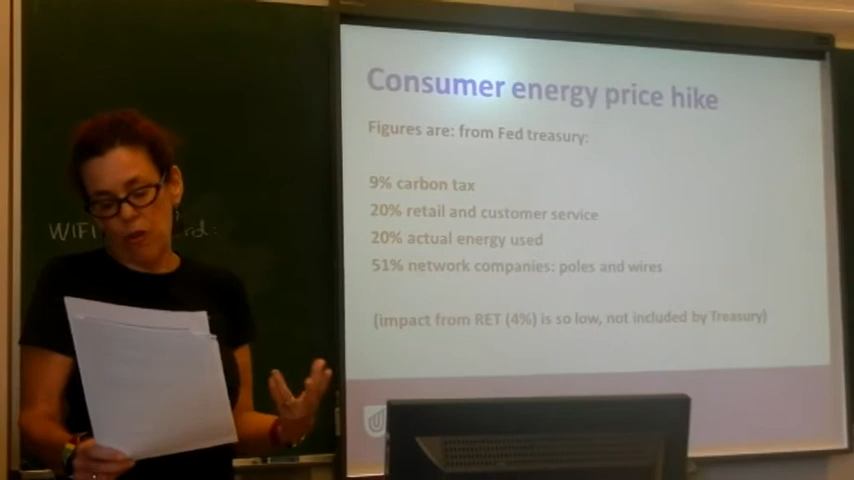 Consumer energy price hike
Figures are: from Fed treasury:
9% carbon tax
20% retail and customer service
20% actual energy used
51% network companies: poles and wires
(impact from RET (4%) is so low, not included by Treasury)
WIFI